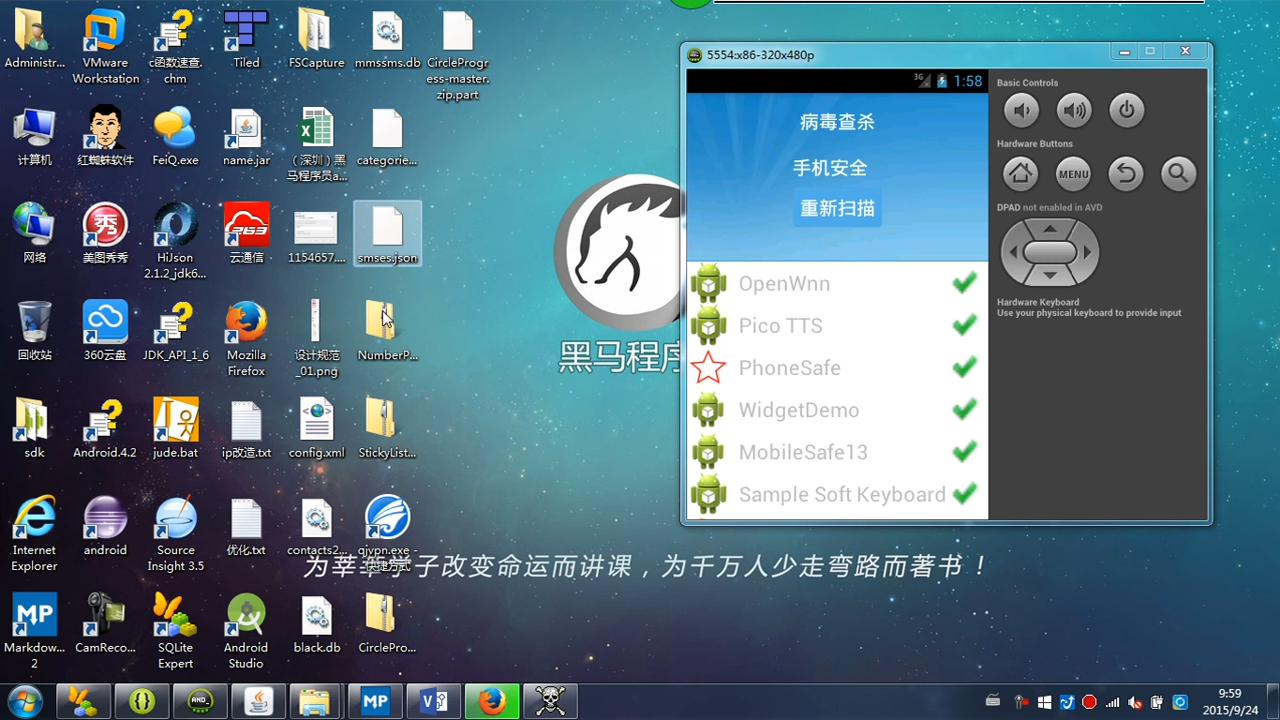 Administr...
VMware
Workstation
c函数速查.
chm
Tiled
FSCapture
mmssms.db
CircleProgr
ess-master.
zip.part
计算机
红蜘蛛软件
FeiQ.exe
name.jar
（深圳）黑
马程序员a...
categorie...
网络
美图秀秀
HiJson
2.1.2_jdk6...
云通信
1154657....
smses.json
回收站
360云盘
JDK_API_1_6
Mozilla
Firefox
设计规范
_01.png
NumberP...
sdk
Android.4.2
jude.bat
ip改造.txt
config.xml
StickyList...
Internet
Explorer
android
Source
Insight 3.5
优化.txt
contacts2...
qjvpn.exe -
快捷方式
Markdow...
2
CamReco...
SQLite
Expert
Android
Studio
black.db
CirclePro...
黑马程序
为莘莘学子改变命运而讲课，为千万人少走弯路而著书！
5554:x86-320x480p
3G
1:58
病毒查杀
手机安全
重新扫描
OpenWnn
Pico TTS
PhoneSafe
WidgetDemo
MobileSafe13
Sample Soft Keyboard
Basic Controls
Hardware Buttons
MENU
DPAD not enabled in AVD
Hardware Keyboard
Use your physical keyboard to provide input
9:59
2015/9/24